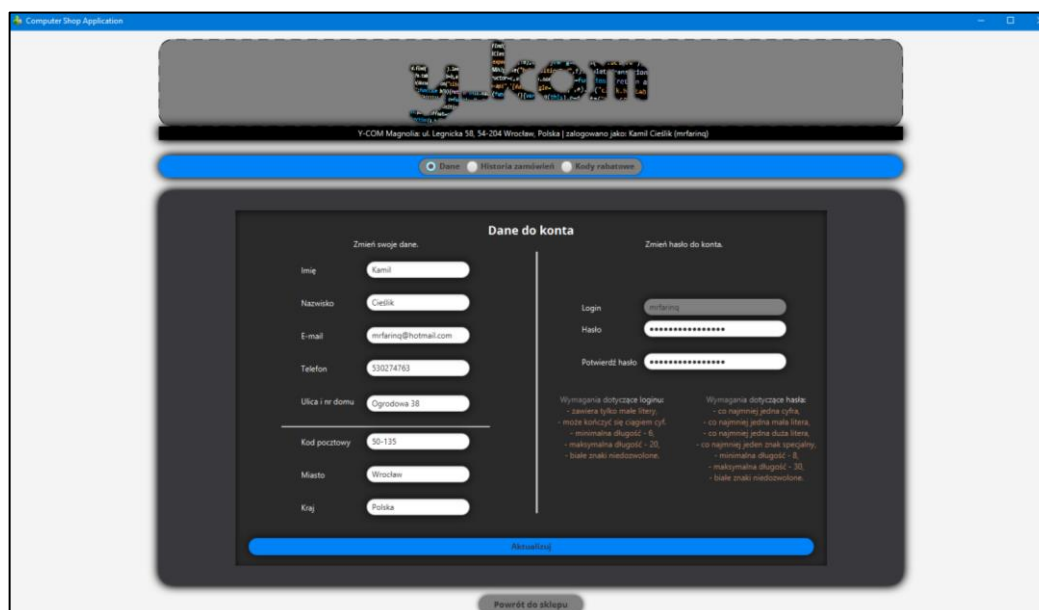 Computer Shop Application
y.kom
Y-COM Magnolia: ul. Legnicka 58, 54-204 Wrocław, Polska | zalogowano jako: Kamil Cieślik (mrfarinq)
Dane Historia zamówień Kody rabatowe
Dane do konta
Zmień swoje dane.
Imię Kamil
Nazwisko Cieślik
E-mail mrfarinq@hotmail.com
Telefon 530274763
Ulica i nr domu Ogrodowa 38
Kod pocztowy 50-135
Miasto Wrocław
Kraj Polska
Zmień hasło do konta.
Login mrfarinq
Hasło ••••••••••••••••
Potwierdź hasło ••••••••••••••••
Wymagania dotyczące loginu:
- zawiera tylko małe litery,
- może kończyć się ciągiem cyf.
- minimalna długość - 6,
- maksymalna długość - 20,
- białe znaki niedozwolone.
Wymagania dotyczące hasła:
- co najmniej jedna cyfra,
- co najmniej jedna mała litera,
- co najmniej jedna duża litera,
- co najmniej jeden znak specjalny,
- minimalna długość - 8,
- maksymalna długość - 30,
- białe znaki niedozwolone.
Aktualizuj
Powrót do sklepu